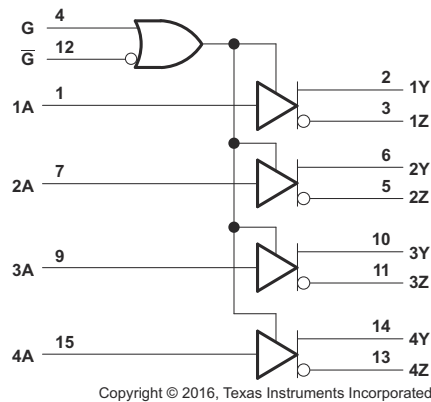 G 4
G̅ 12
1A 1
2 1Y
3 1Z
2A 7
6 2Y
5 2Z
3A 9
10 3Y
11 3Z
4A 15
14 4Y
13 4Z
Copyright © 2016, Texas Instruments Incorporated